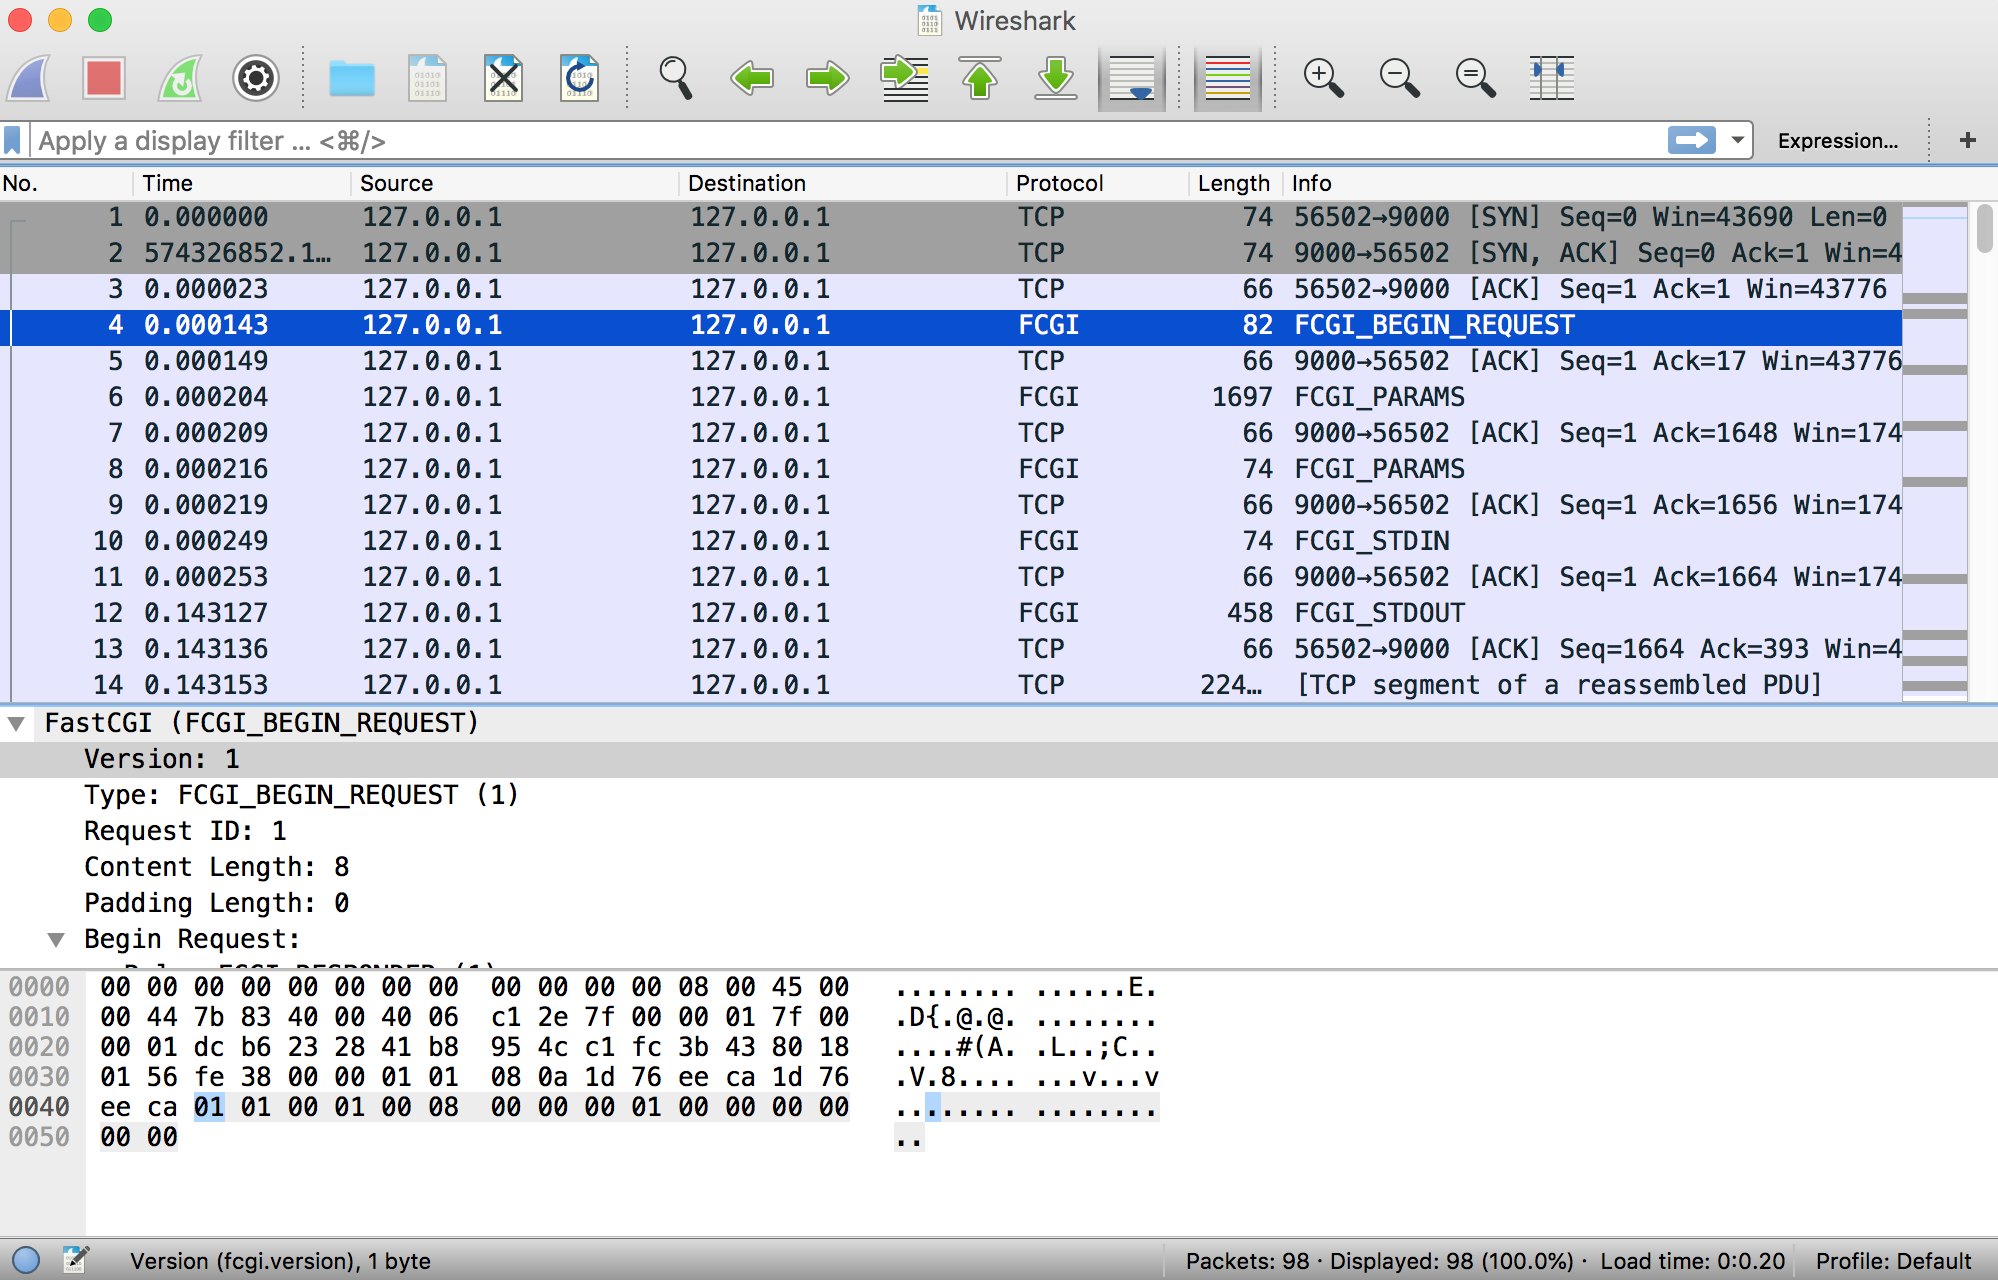 Wireshark
Apply a display filter ... <⌘/>
Expression...
+
No. Time Source Destination Protocol Length Info
1 0.000000 127.0.0.1 127.0.0.1 TCP 74 56502→9000 [SYN] Seq=0 Win=43690 Len=0
2 574326852.1... 127.0.0.1 127.0.0.1 TCP 74 9000→56502 [SYN, ACK] Seq=0 Ack=1 Win=4
3 0.000023 127.0.0.1 127.0.0.1 TCP 66 56502→9000 [ACK] Seq=1 Ack=1 Win=43776
4 0.000143 127.0.0.1 127.0.0.1 FCGI 82 FCGI_BEGIN_REQUEST
5 0.000149 127.0.0.1 127.0.0.1 TCP 66 9000→56502 [ACK] Seq=1 Ack=17 Win=43776
6 0.000204 127.0.0.1 127.0.0.1 FCGI 1697 FCGI_PARAMS
7 0.000209 127.0.0.1 127.0.0.1 TCP 66 9000→56502 [ACK] Seq=1 Ack=1648 Win=174
8 0.000216 127.0.0.1 127.0.0.1 FCGI 74 FCGI_PARAMS
9 0.000219 127.0.0.1 127.0.0.1 TCP 66 9000→56502 [ACK] Seq=1 Ack=1656 Win=174
10 0.000249 127.0.0.1 127.0.0.1 FCGI 74 FCGI_STDIN
11 0.000253 127.0.0.1 127.0.0.1 TCP 66 9000→56502 [ACK] Seq=1 Ack=1664 Win=174
12 0.143127 127.0.0.1 127.0.0.1 FCGI 458 FCGI_STDOUT
13 0.143136 127.0.0.1 127.0.0.1 TCP 66 56502→9000 [ACK] Seq=1664 Ack=393 Win=4
14 0.143153 127.0.0.1 127.0.0.1 TCP 224... [TCP segment of a reassembled PDU]
FastCGI (FCGI_BEGIN_REQUEST)
Version: 1
Type: FCGI_BEGIN_REQUEST (1)
Request ID: 1
Content Length: 8
Padding Length: 0
Begin Request:
0000 00 00 00 00 00 00 00 00 00 00 00 00 08 00 45 00 ........ ......E.
0010 00 44 7b 83 40 00 40 06 c1 2e 7f 00 00 01 7f 00 .D{.@.@. ........
0020 00 01 dc b6 23 28 41 b8 95 4c c1 fc 3b 43 80 18 ....#(A. .L..;C..
0030 01 56 fe 38 00 00 01 01 08 0a 1d 76 ee ca 1d 76 .V.8.... ...v...v
0040 ee ca 01 01 00 01 00 08 00 00 00 01 00 00 00 00 ........ ........
0050 00 00 ..
Version (fcgi.version), 1 byte
Packets: 98 · Displayed: 98 (100.0%) · Load time: 0:0.20
Profile: Default